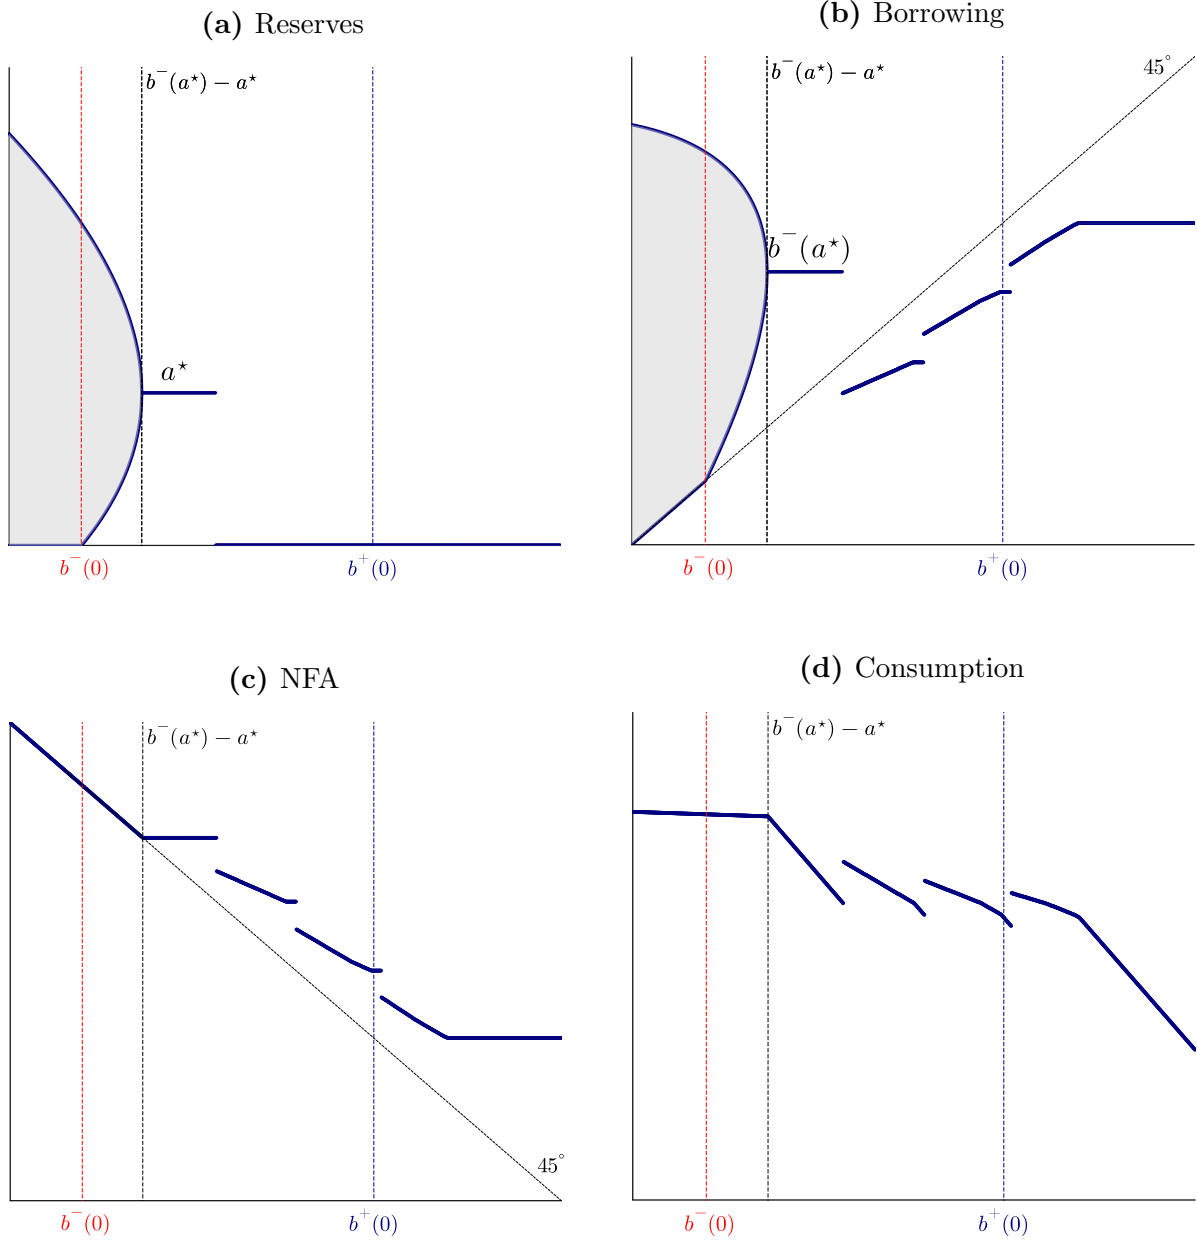 (a) Reserves
b⁻(a⋆) − a⋆
a⋆
b⁻(0)
b⁺(0)
(b) Borrowing
b⁻(a⋆) − a⋆
45°
b⁻(a⋆)
b⁻(0)
b⁺(0)
(c) NFA
b⁻(a⋆) − a⋆
45°
b⁻(0)
b⁺(0)
(d) Consumption
b⁻(a⋆) − a⋆
b⁻(0)
b⁺(0)